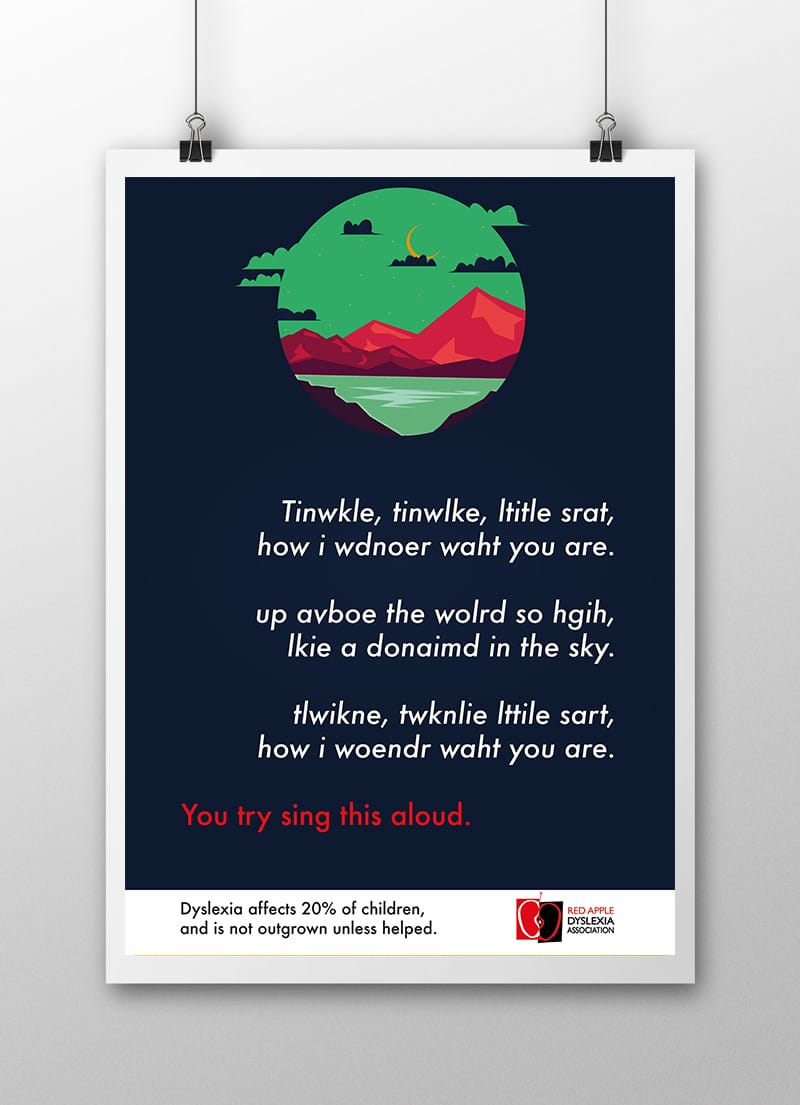 Tinwkle, tinwlke, ltitle srat,
how i wdnoer waht you are.
up avboe the wolrd so hgih,
lkie a donaimd in the sky.
tlwikne, twknlie lttile sart,
how i woendr waht you are.
You try sing this aloud.
Dyslexia affects 20% of children,
and is not outgrown unless helped.
RED APPLE
DYSLEXIA
ASSOCIATION